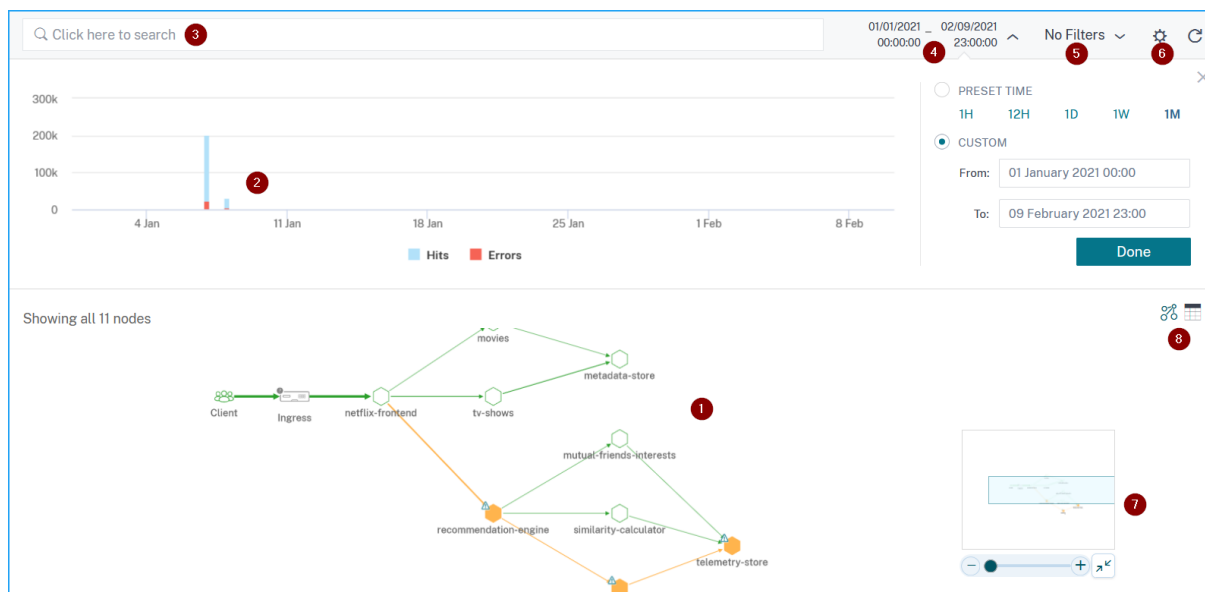 Click here to search 3
01/01/2021 – 02/09/2021
00:00:00 23:00:00
4
No Filters
5
6
300k
200k
100k
0
2
4 Jan 11 Jan 18 Jan 25 Jan 1 Feb 8 Feb
Hits Errors
PRESET TIME
1H 12H 1D 1W 1M
CUSTOM
From: 01 January 2021 00:00
To: 09 February 2021 23:00
Done
Showing all 11 nodes
8
movies
metadata-store
Client Ingress netflix-frontend tv-shows
1
mutual-friends-interests
recommendation-engine similarity-calculator
telemetry-store
7